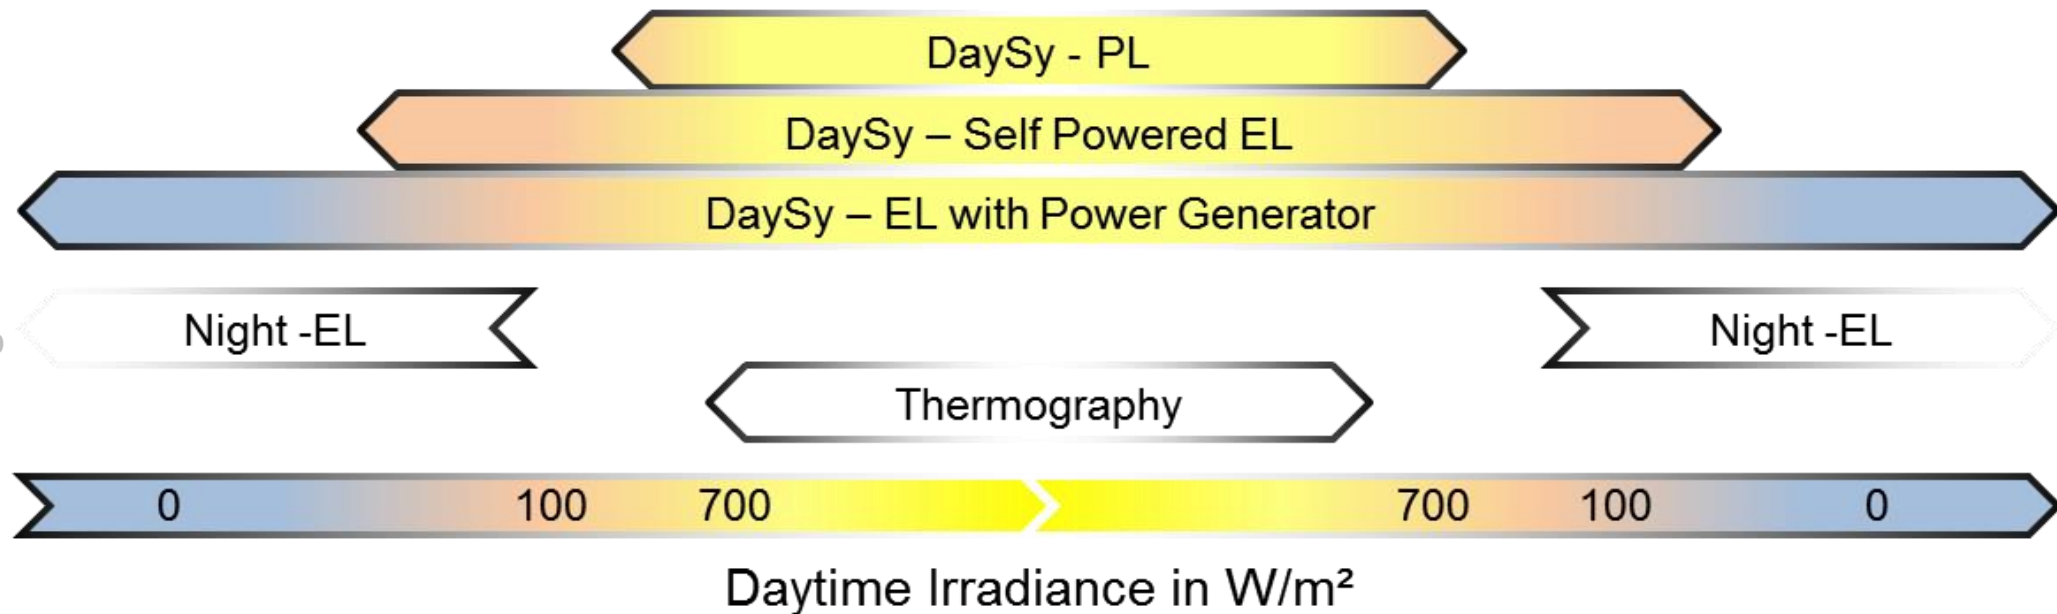 DaySy - PL
DaySy – Self Powered EL
DaySy – EL with Power Generator
Night -EL
Night -EL
Thermography
0 100 700 700 100 0
Daytime Irradiance in W/m²